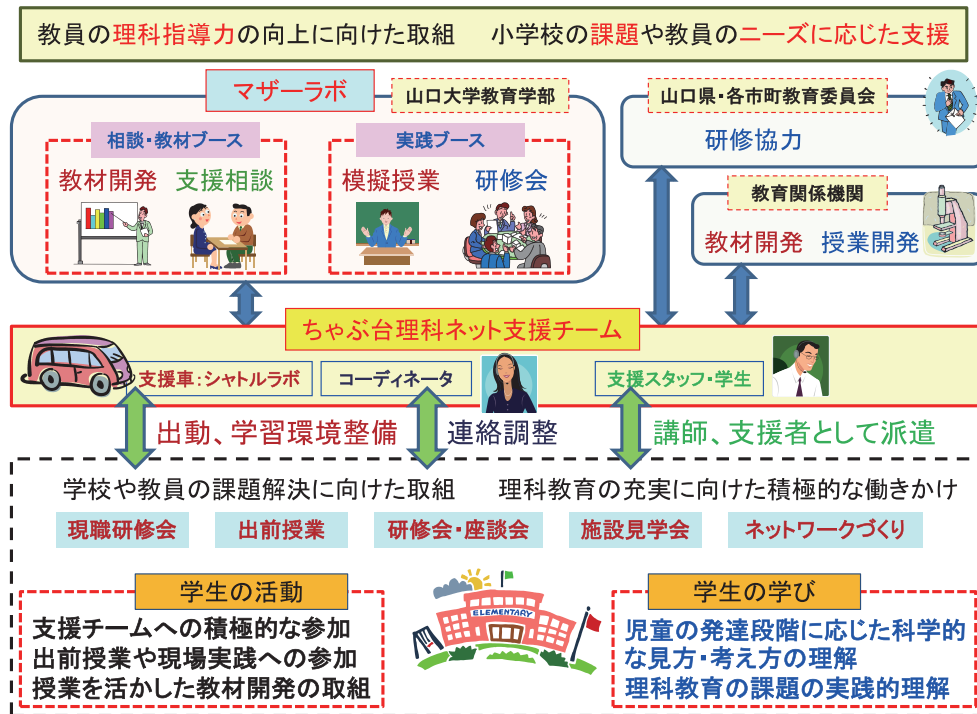 教員の理科指導力の向上に向けた取組　小学校の課題や教員のニーズに応じた支援
マザーラボ
山口大学教育学部
相談・教材ブース
教材開発　支援相談
実践ブース
模擬授業　研修会
山口県・各市町教育委員会
研修協力
教育関係機関
教材開発　授業開発
ちゃぶ台理科ネット支援チーム
支援車：シャトルラボ
コーディネータ
支援スタッフ・学生
出動、学習環境整備
連絡調整
講師、支援者として派遣
学校や教員の課題解決に向けた取組　理科教育の充実に向けた積極的な働きかけ
現職研修会
出前授業
研修会・座談会
施設見学会
ネットワークづくり
学生の活動
支援チームへの積極的な参加
出前授業や現場実践への参加
授業を活かした教材開発の取組
ELEMENTARY
学生の学び
児童の発達段階に応じた科学的
な見方・考え方の理解
理科教育の課題の実践的理解